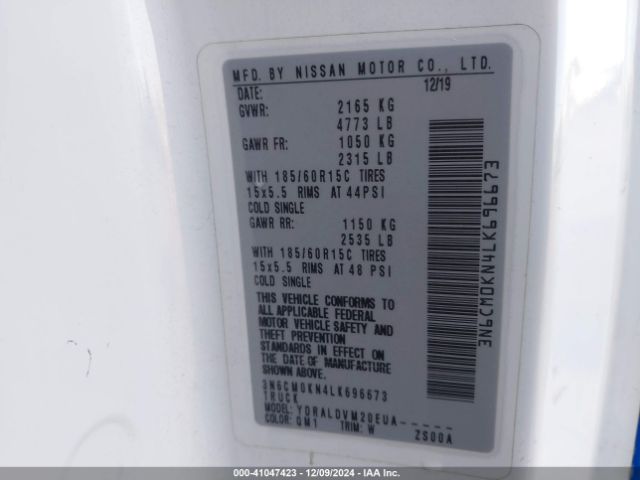 MFD. BY NISSAN MOTOR CO., LTD.
DATE: 12/19
GVWR: 2165 KG
4773 LB
GAWR FR: 1050 KG
2315 LB
WITH 185/60R15C TIRES
15x5.5 RIMS AT 44PSI
COLD SINGLE
GAWR RR: 1150 KG
2535 LB
WITH 185/60R15C TIRES
15x5.5 RIMS AT 48 PSI
COLD SINGLE
THIS VEHICLE CONFORMS TO
ALL APPLICABLE FEDERAL
MOTOR VEHICLE SAFETY AND
THEFT PREVENTION
STANDARDS IN EFFECT ON
THE DATE OF MANUFACTURE
SHOWN ABOVE.
3N6CM0KN4LK696673
TRUCK
MODEL: YDRALDVM20EUA-----
COLOR: QM1 TRIM: W ZS00A
3N6CM0KN4LK696673
000-41047423 - 12/09/2024 - IAA Inc.